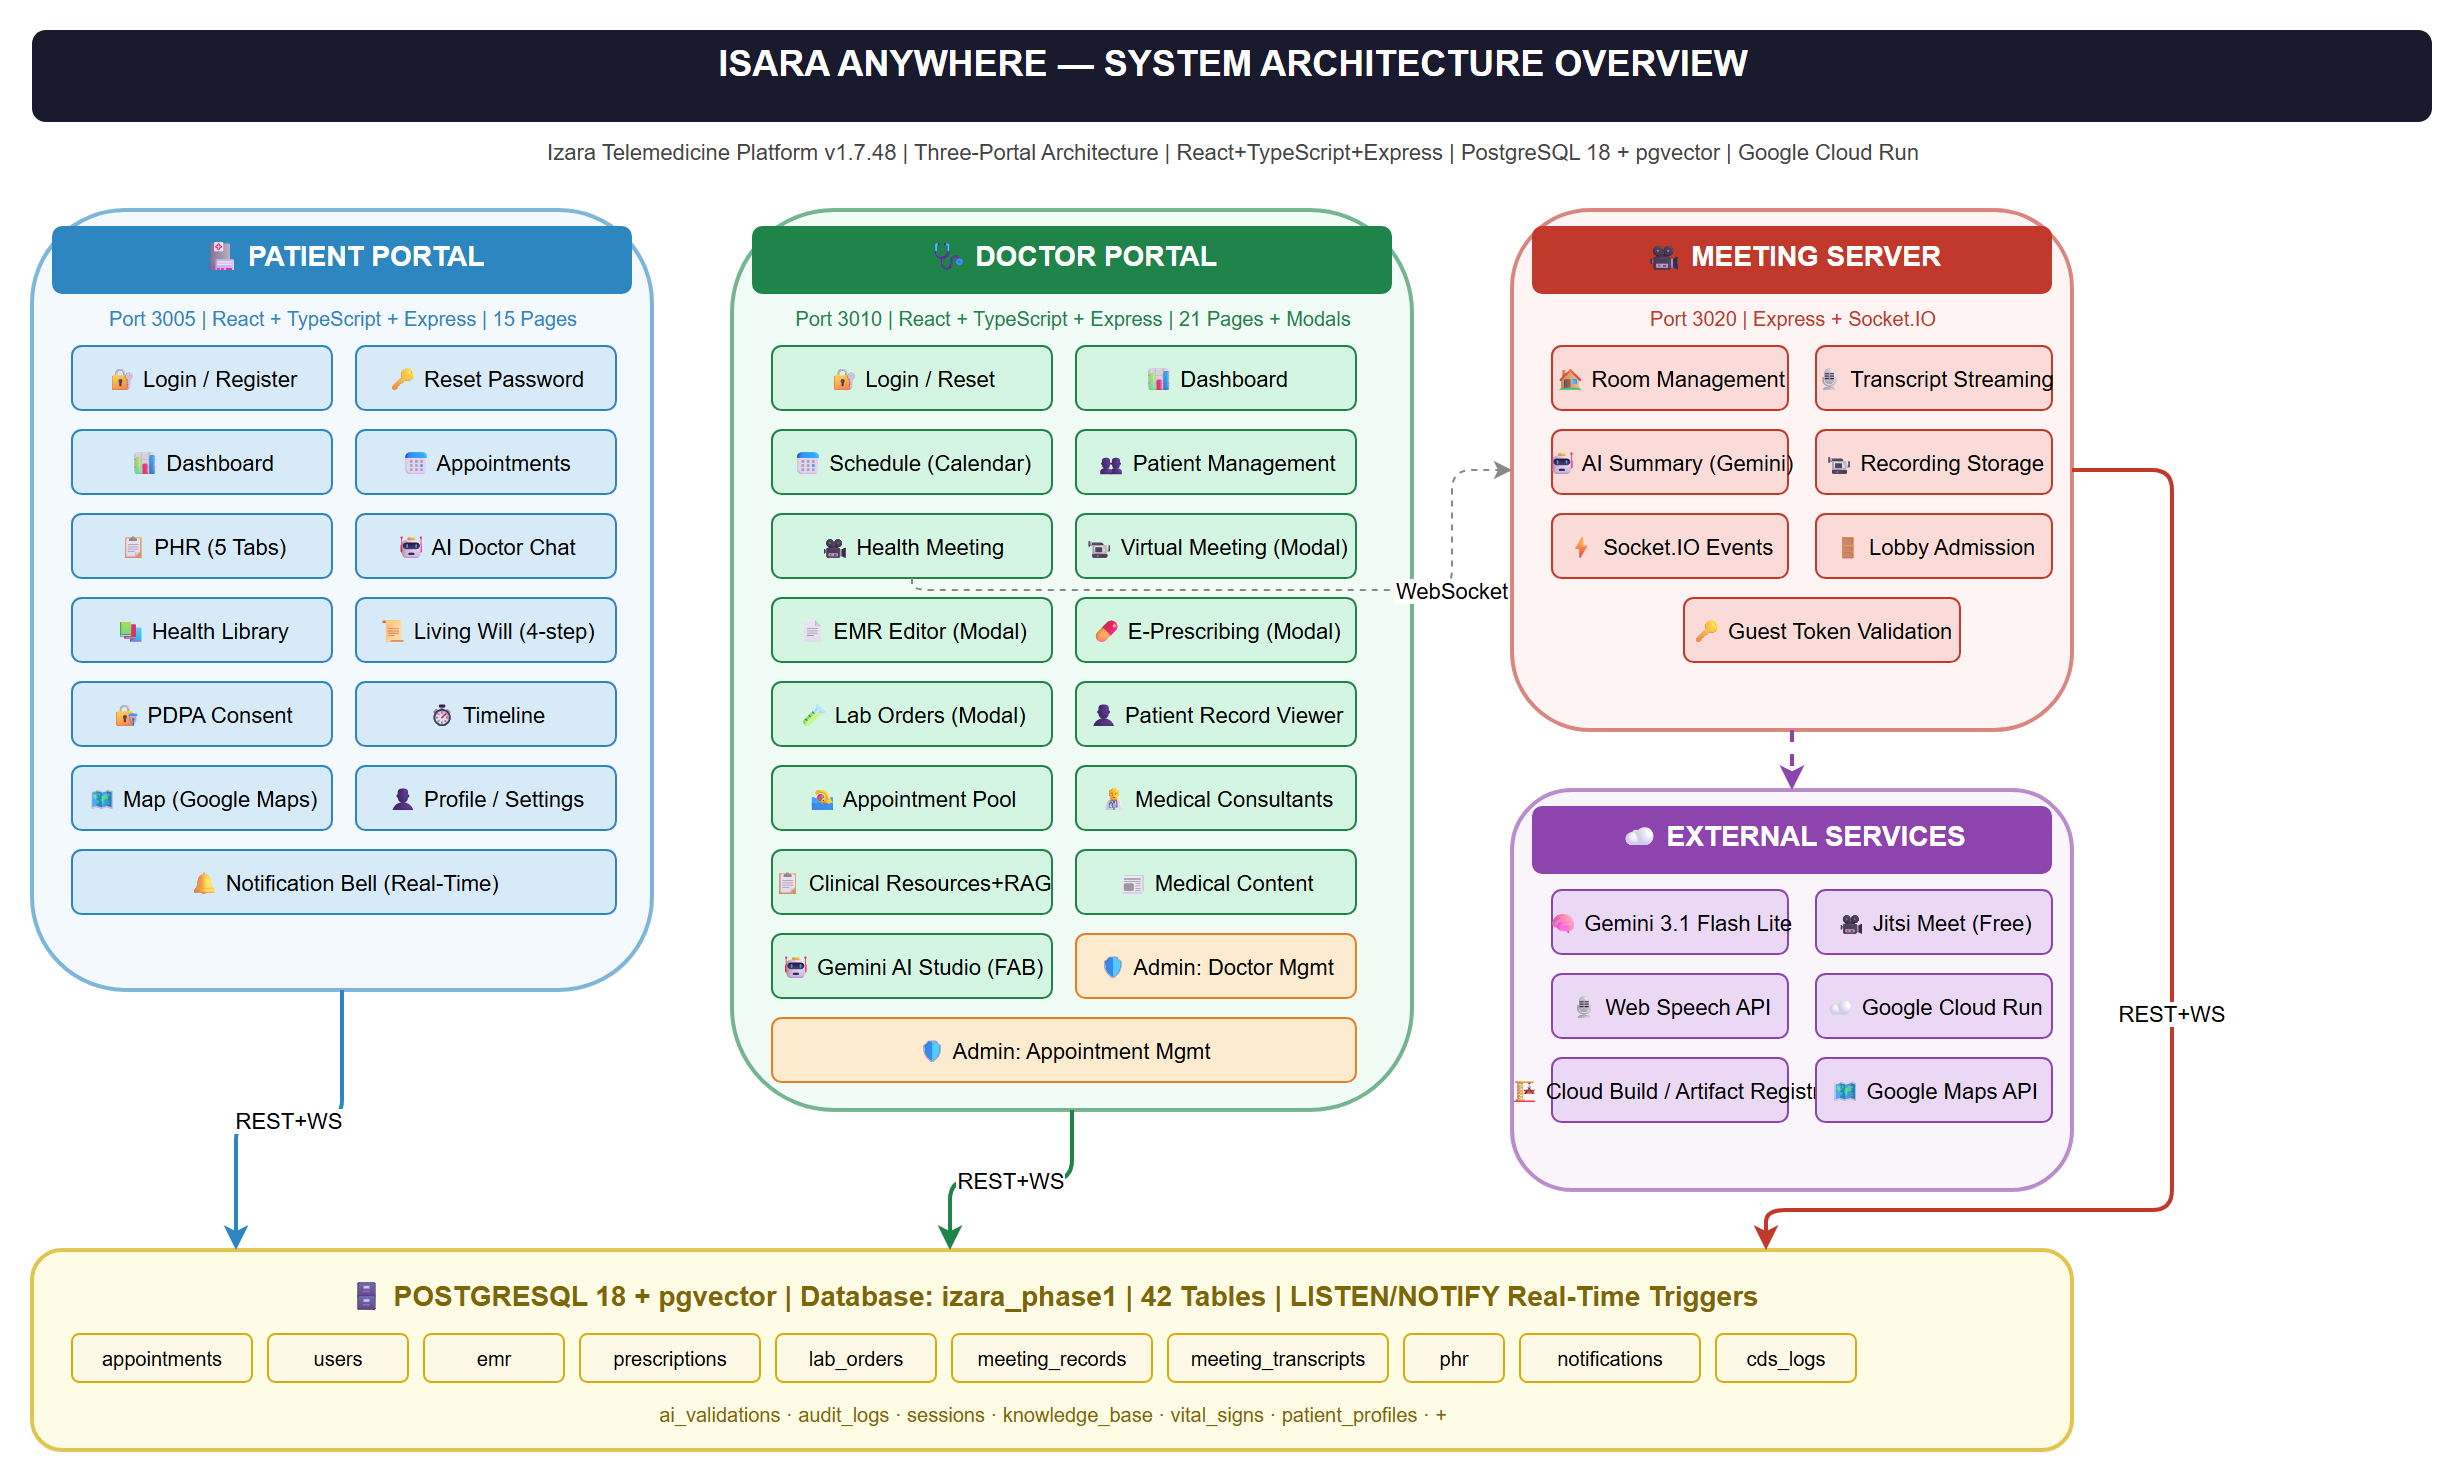 ISARA ANYWHERE — SYSTEM ARCHITECTURE OVERVIEW
Izara Telemedicine Platform v1.7.48 | Three-Portal Architecture | React+TypeScript+Express | PostgreSQL 18 + pgvector | Google Cloud Run
PATIENT PORTAL
Port 3005 | React + TypeScript + Express | 15 Pages
Login / Register
Reset Password
Dashboard
Appointments
PHR (5 Tabs)
AI Doctor Chat
Health Library
Living Will (4-step)
PDPA Consent
Timeline
Map (Google Maps)
Profile / Settings
Notification Bell (Real-Time)
REST+WS
DOCTOR PORTAL
Port 3010 | React + TypeScript + Express | 21 Pages + Modals
Login / Reset
Dashboard
Schedule (Calendar)
Patient Management
Health Meeting
Virtual Meeting (Modal)
WebSocket
EMR Editor (Modal)
E-Prescribing (Modal)
Lab Orders (Modal)
Patient Record Viewer
Appointment Pool
Medical Consultants
Clinical Resources+RAG
Medical Content
Gemini AI Studio (FAB)
Admin: Doctor Mgmt
Admin: Appointment Mgmt
REST+WS
MEETING SERVER
Port 3020 | Express + Socket.IO
Room Management
Transcript Streaming
AI Summary (Gemini)
Recording Storage
Socket.IO Events
Lobby Admission
Guest Token Validation
EXTERNAL SERVICES
Gemini 3.1 Flash Lite
Jitsi Meet (Free)
Web Speech API
Google Cloud Run
Cloud Build / Artifact Registr
Google Maps API
REST+WS
POSTGRESQL 18 + pgvector | Database: izara_phase1 | 42 Tables | LISTEN/NOTIFY Real-Time Triggers
appointments
users
emr
prescriptions
lab_orders
meeting_records
meeting_transcripts
phr
notifications
cds_logs
ai_validations · audit_logs · sessions · knowledge_base · vital_signs · patient_profiles · +